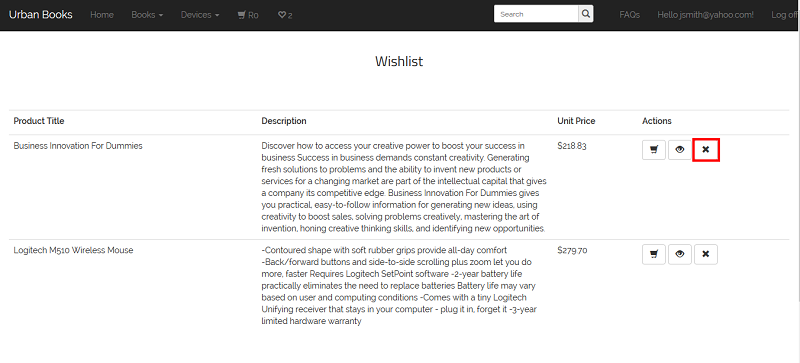 Urban Books Home Books Devices R0 2 Search FAQs Hello jsmith@yahoo.com! Log off
Wishlist
Product Title Description Unit Price Actions
Business Innovation For Dummies Discover how to access your creative power to boost your success in $218.83
business Success in business demands constant creativity. Generating
fresh solutions to problems and the ability to invent new products or
services for a changing market are part of the intellectual capital that gives
a company its competitive edge. Business Innovation For Dummies gives
you practical, easy-to-follow information for generating new ideas, using
creativity to boost sales, solving problems creatively, mastering the art of
invention, honing creative thinking skills, and identifying new opportunities.
Logitech M510 Wireless Mouse -Contoured shape with soft rubber grips provide all-day comfort $279.70
-Back/forward buttons and side-to-side scrolling plus zoom let you do
more, faster Requires Logitech SetPoint software -2-year battery life
practically eliminates the need to replace batteries Battery life may vary
based on user and computing conditions -Comes with a tiny Logitech
Unifying receiver that stays in your computer - plug it in, forget it -3-year
limited hardware warranty